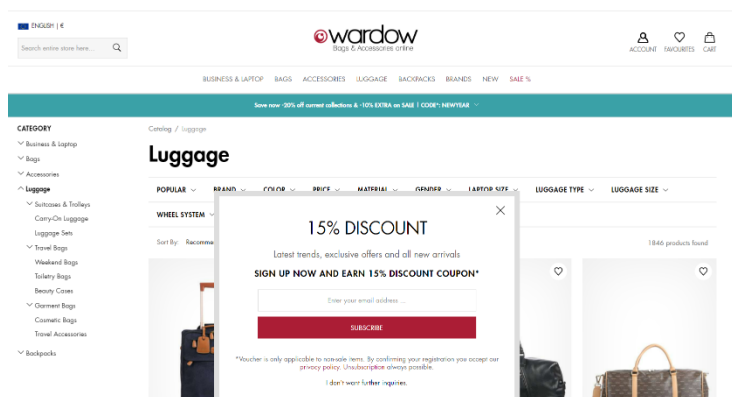 ENGLISH | €
Search entire store here...
wardow
Bags & Accessories online
ACCOUNT FAVOURITES CART
BUSINESS & LAPTOP BAGS ACCESSORIES LUGGAGE BACKPACKS BRANDS NEW SALE %
Save now -20% off current collections & -10% EXTRA on SALE | CODE*: NEWYEAR
CATEGORY
Business & Laptop
Bags
Accessories
Luggage
Suitcases & Trolleys
Carry-On Luggage
Luggage Sets
Travel Bags
Weekend Bags
Toiletry Bags
Beauty Cases
Garment Bags
Cosmetic Bags
Travel Accessories
Backpacks
Catalog / Luggage
Luggage
POPULAR BRAND COLOR PRICE MATERIAL GENDER LAPTOP SIZE LUGGAGE TYPE LUGGAGE SIZE
WHEEL SYSTEM
Sort By: Recomme
1846 products found
15% DISCOUNT
Latest trends, exclusive offers and all new arrivals
SIGN UP NOW AND EARN 15% DISCOUNT COUPON*
Enter your email address ...
SUBSCRIBE
*Voucher is only applicable to non-sale items. By confirming your registration you accept our
privacy policy. Unsubscription always possible.
I don't want further inquiries.